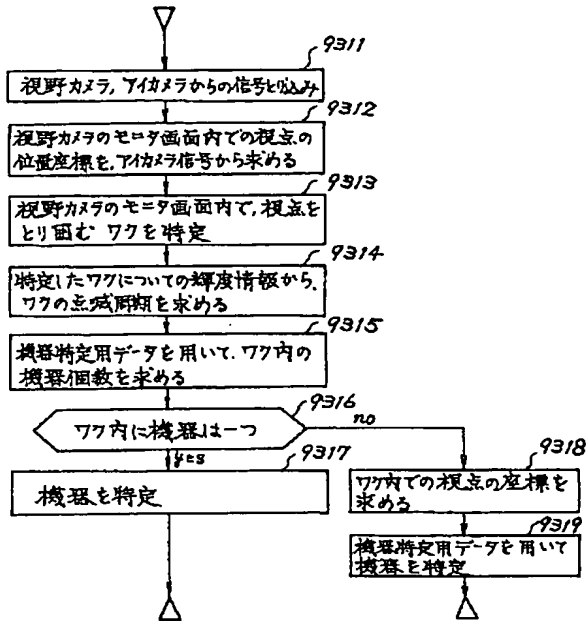 9311
視野カメラ,アイカメラからの信号とり込み
9312
視野カメラのモニタ画面内での視点の
位置座標を,アイカメラ信号から求める
9313
視野カメラのモニタ画面内で,視点を
とり囲む ワクを特定
9314
特定したワクについての輝度情報から,
ワクの点滅周期を求める
9315
機器特定用データを用いて、ワク内の
機器個数を求める
9316
ワク内に機器は一つ
no
yes
9317
機器を特定
9318
ワク内での視点の座標を
求める
9319
機器特定用データを用いて
機器を特定